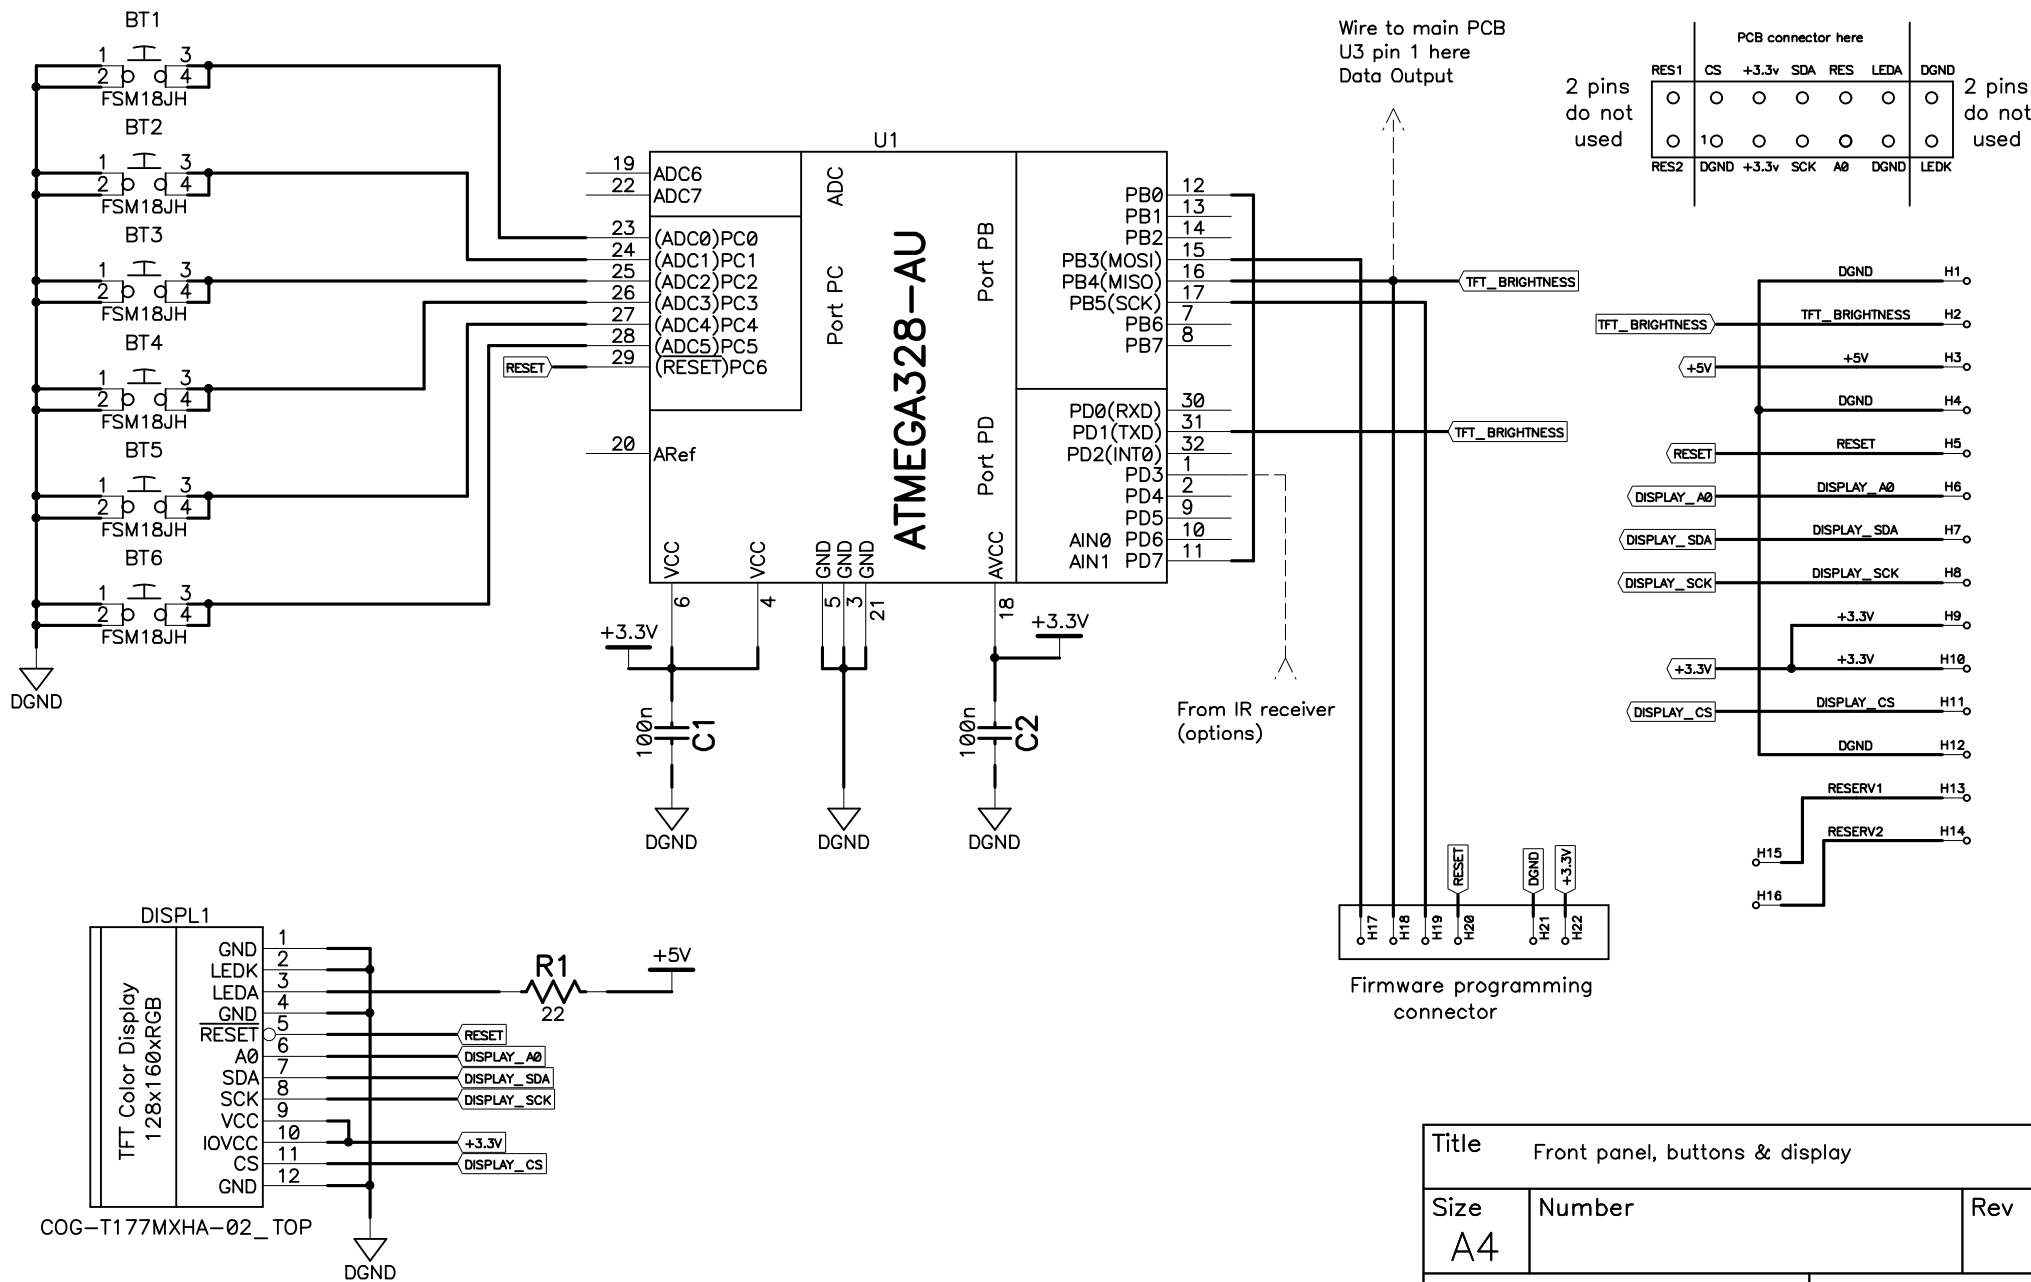 BT1
1
3
2
4
FSM18JH
BT2
1
3
2
4
FSM18JH
BT3
1
3
2
4
FSM18JH
BT4
1
3
2
4
FSM18JH
BT5
1
3
2
4
FSM18JH
BT6
1
3
2
4
FSM18JH
DGND
U1
19
ADC6
22
ADC7
ADC
23
(ADC0)PC0
24
(ADC1)PC1
25
(ADC2)PC2
26
(ADC3)PC3
27
(ADC4)PC4
28
(ADC5)PC5
RESET
29
(RESET)PC6
Port PC
20
ARef
ATMEGA328-AU
Port PB
Port PD
PB0
12
PB1
13
PB2
14
PB3(MOSI)
15
PB4(MISO)
16
PB5(SCK)
17
PB6
7
PB7
8
PD0(RXD)
30
PD1(TXD)
31
PD2(INT0)
32
PD3
1
PD4
2
PD5
9
AIN0 PD6
10
AIN1 PD7
11
VCC
6
VCC
4
GND
5
GND
3
GND
21
AVCC
18
+3.3V
+3.3V
100n
C1
100n
C2
DGND
DGND
DGND
Wire to main PCB
U3 pin 1 here
Data Output
TFT_BRIGHTNESS
TFT_BRIGHTNESS
From IR receiver
(options)
PCB connector here
RES1 CS +3.3v SDA RES LEDA DGND
2 pins
do not
used
2 pins
do not
used
1
RES2 DGND +3.3v SCK A0 DGND LEDK
DGND H1
TFT_BRIGHTNESS TFT_BRIGHTNESS H2
+5V +5V H3
DGND H4
RESET RESET H5
DISPLAY_A0 DISPLAY_A0 H6
DISPLAY_SDA DISPLAY_SDA H7
DISPLAY_SCK DISPLAY_SCK H8
+3.3V H9
+3.3V +3.3V H10
DISPLAY_CS DISPLAY_CS H11
DGND H12
RESERV1 H13
RESERV2 H14
H15
H16
RESET
DGND
+3.3V
H17
H18
H19
H20
H21
H22
Firmware programming
connector
DISPL1
TFT Color Display
128x160xRGB
GND 1
LEDK 2
LEDA 3
GND 4
RESET 5
A0 6
SDA 7
SCK 8
VCC 9
IOVCC 10
CS 11
GND 12
R1
22
+5V
RESET
DISPLAY_A0
DISPLAY_SDA
DISPLAY_SCK
+3.3V
DISPLAY_CS
COG-T177MXHA-02_TOP
DGND
Title
Front panel, buttons & display
Size
Number
Rev
A4